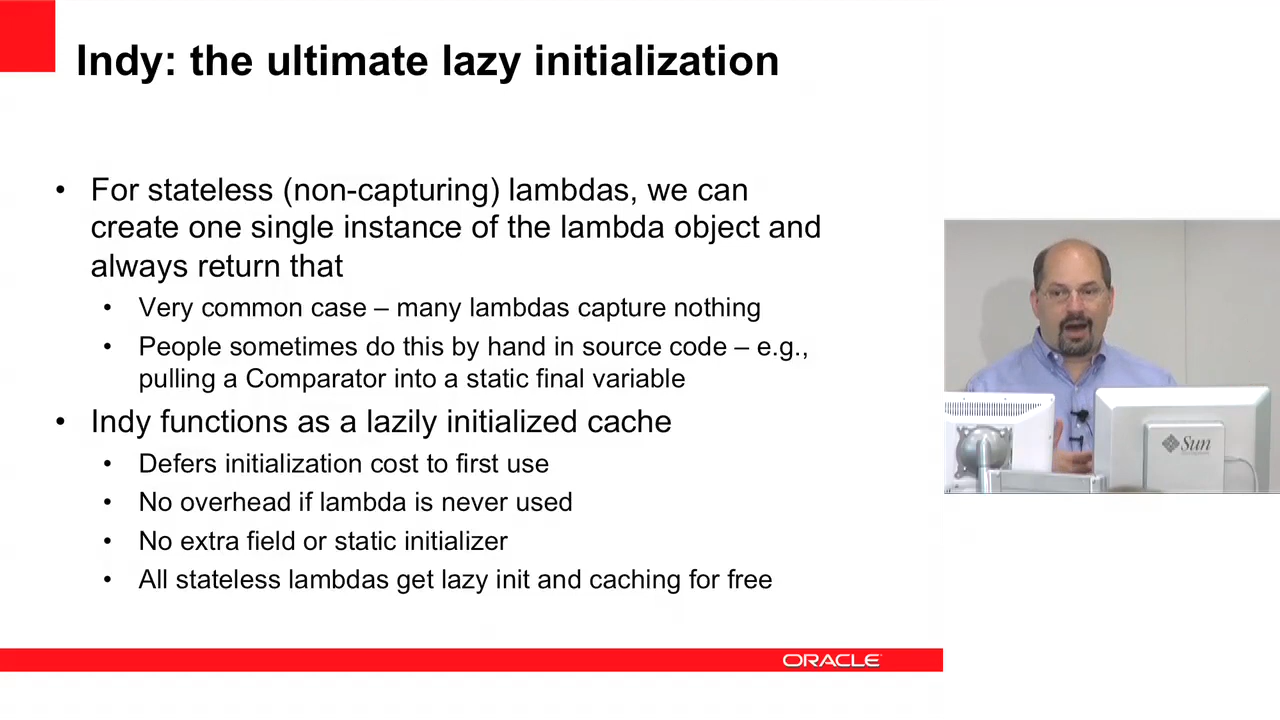 Indy: the ultimate lazy initialization
• For stateless (non-capturing) lambdas, we can
create one single instance of the lambda object and
always return that
• Very common case – many lambdas capture nothing
• People sometimes do this by hand in source code – e.g.,
pulling a Comparator into a static final variable
• Indy functions as a lazily initialized cache
• Defers initialization cost to first use
• No overhead if lambda is never used
• No extra field or static initializer
• All stateless lambdas get lazy init and caching for free
ORACLE
Sun